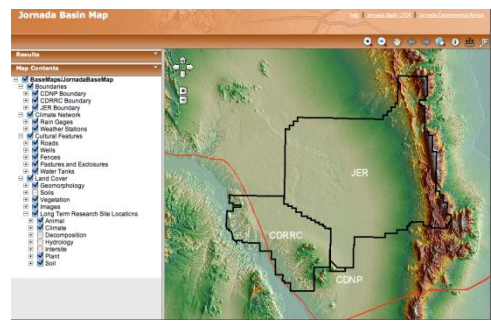 Jornada Basin Map
Help | Jornada Basin LTER | Jornada Experimental Range
Results
Map Contents
BaseMaps/JornadaBaseMap
Boundaries
CDNP Boundary
CDRRC Boundary
JER Boundary
Climate Network
Rain Gages
Weather Stations
Cultural Features
Roads
Wells
Fences
Pastures and Exclosures
Water Tanks
Land Cover
Geomorphology
Soils
Vegetation
Images
Long Term Research Site Locations
Animal
Climate
Decomposition
Hydrology
Intersite
Plant
Soil
JER
CDRRC
CDNP